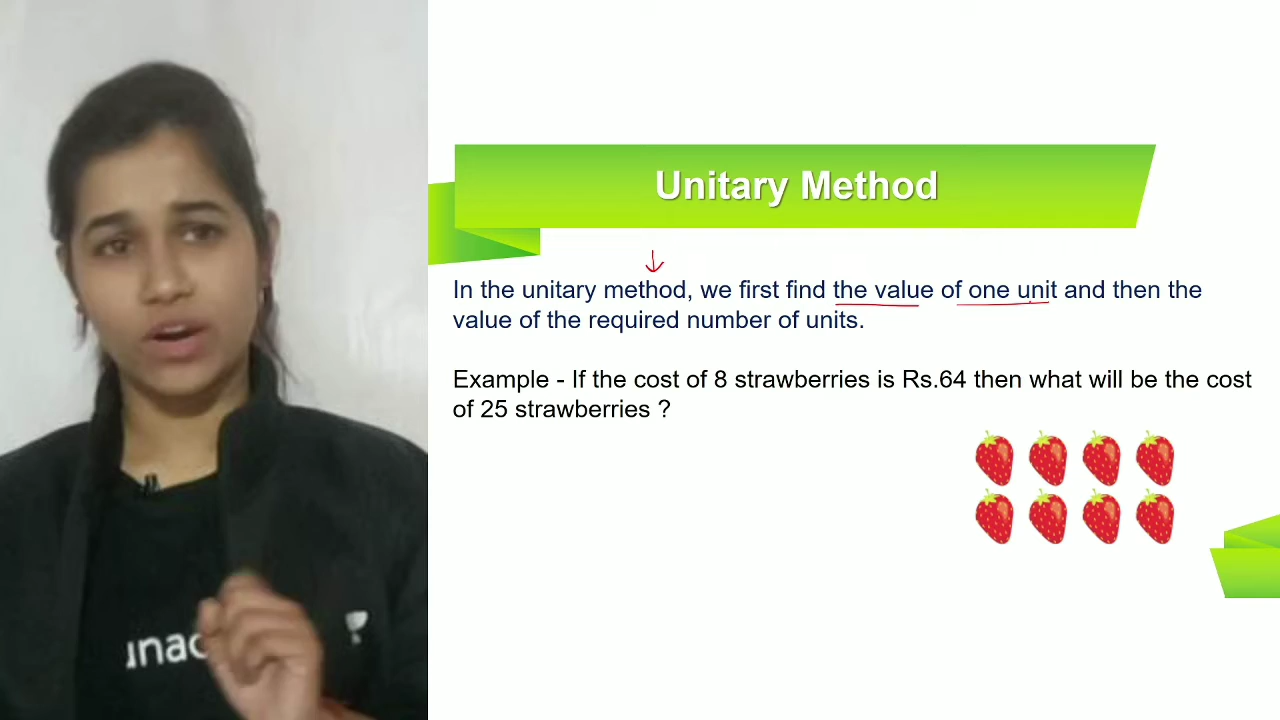 Unitary Method
In the unitary method, we first find the value of one unit and then the
value of the required number of units.
Example - If the cost of 8 strawberries is Rs.64 then what will be the cost
of 25 strawberries ?